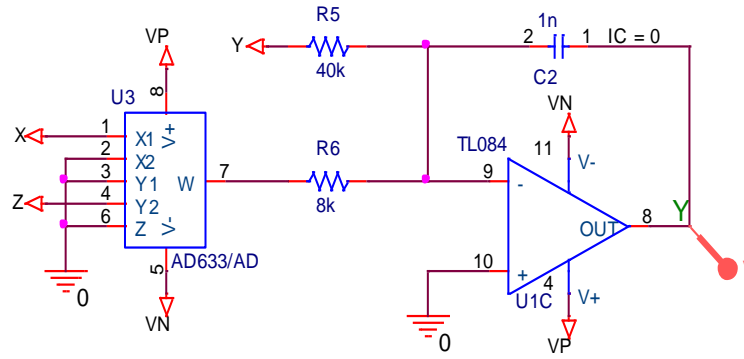 R5
1n
VP
Y
2
1
IC = 0
40k
C2
8
U3
VN
X
1
X1
V+
R6
TL084
2
X2
11
V-
3
Y1
W
7
9
-
Z
4
Y2
6
Z
V-
8k
OUT
8
Y
5
AD633/AD
10
+
4
U1C
V+
0
VN
0
VP